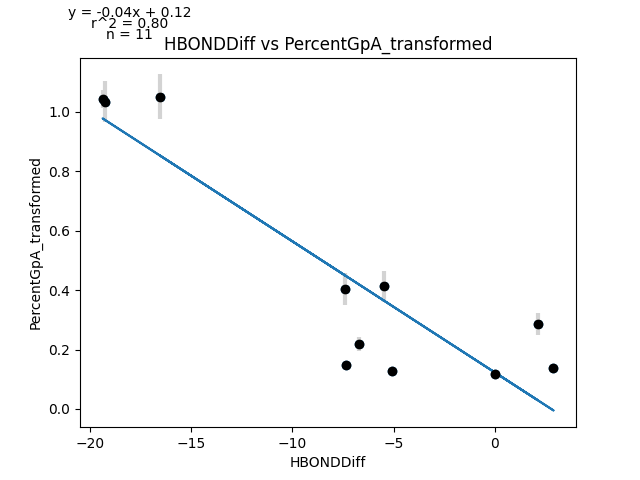 y = -0.04x + 0.12
r^2 = 0.80
n = 11
HBONDDiff vs PercentGpA_transformed
PercentGpA_transformed
1.0
0.8
0.6
0.4
0.2
0.0
−20 −15 −10 −5 0
HBONDDiff